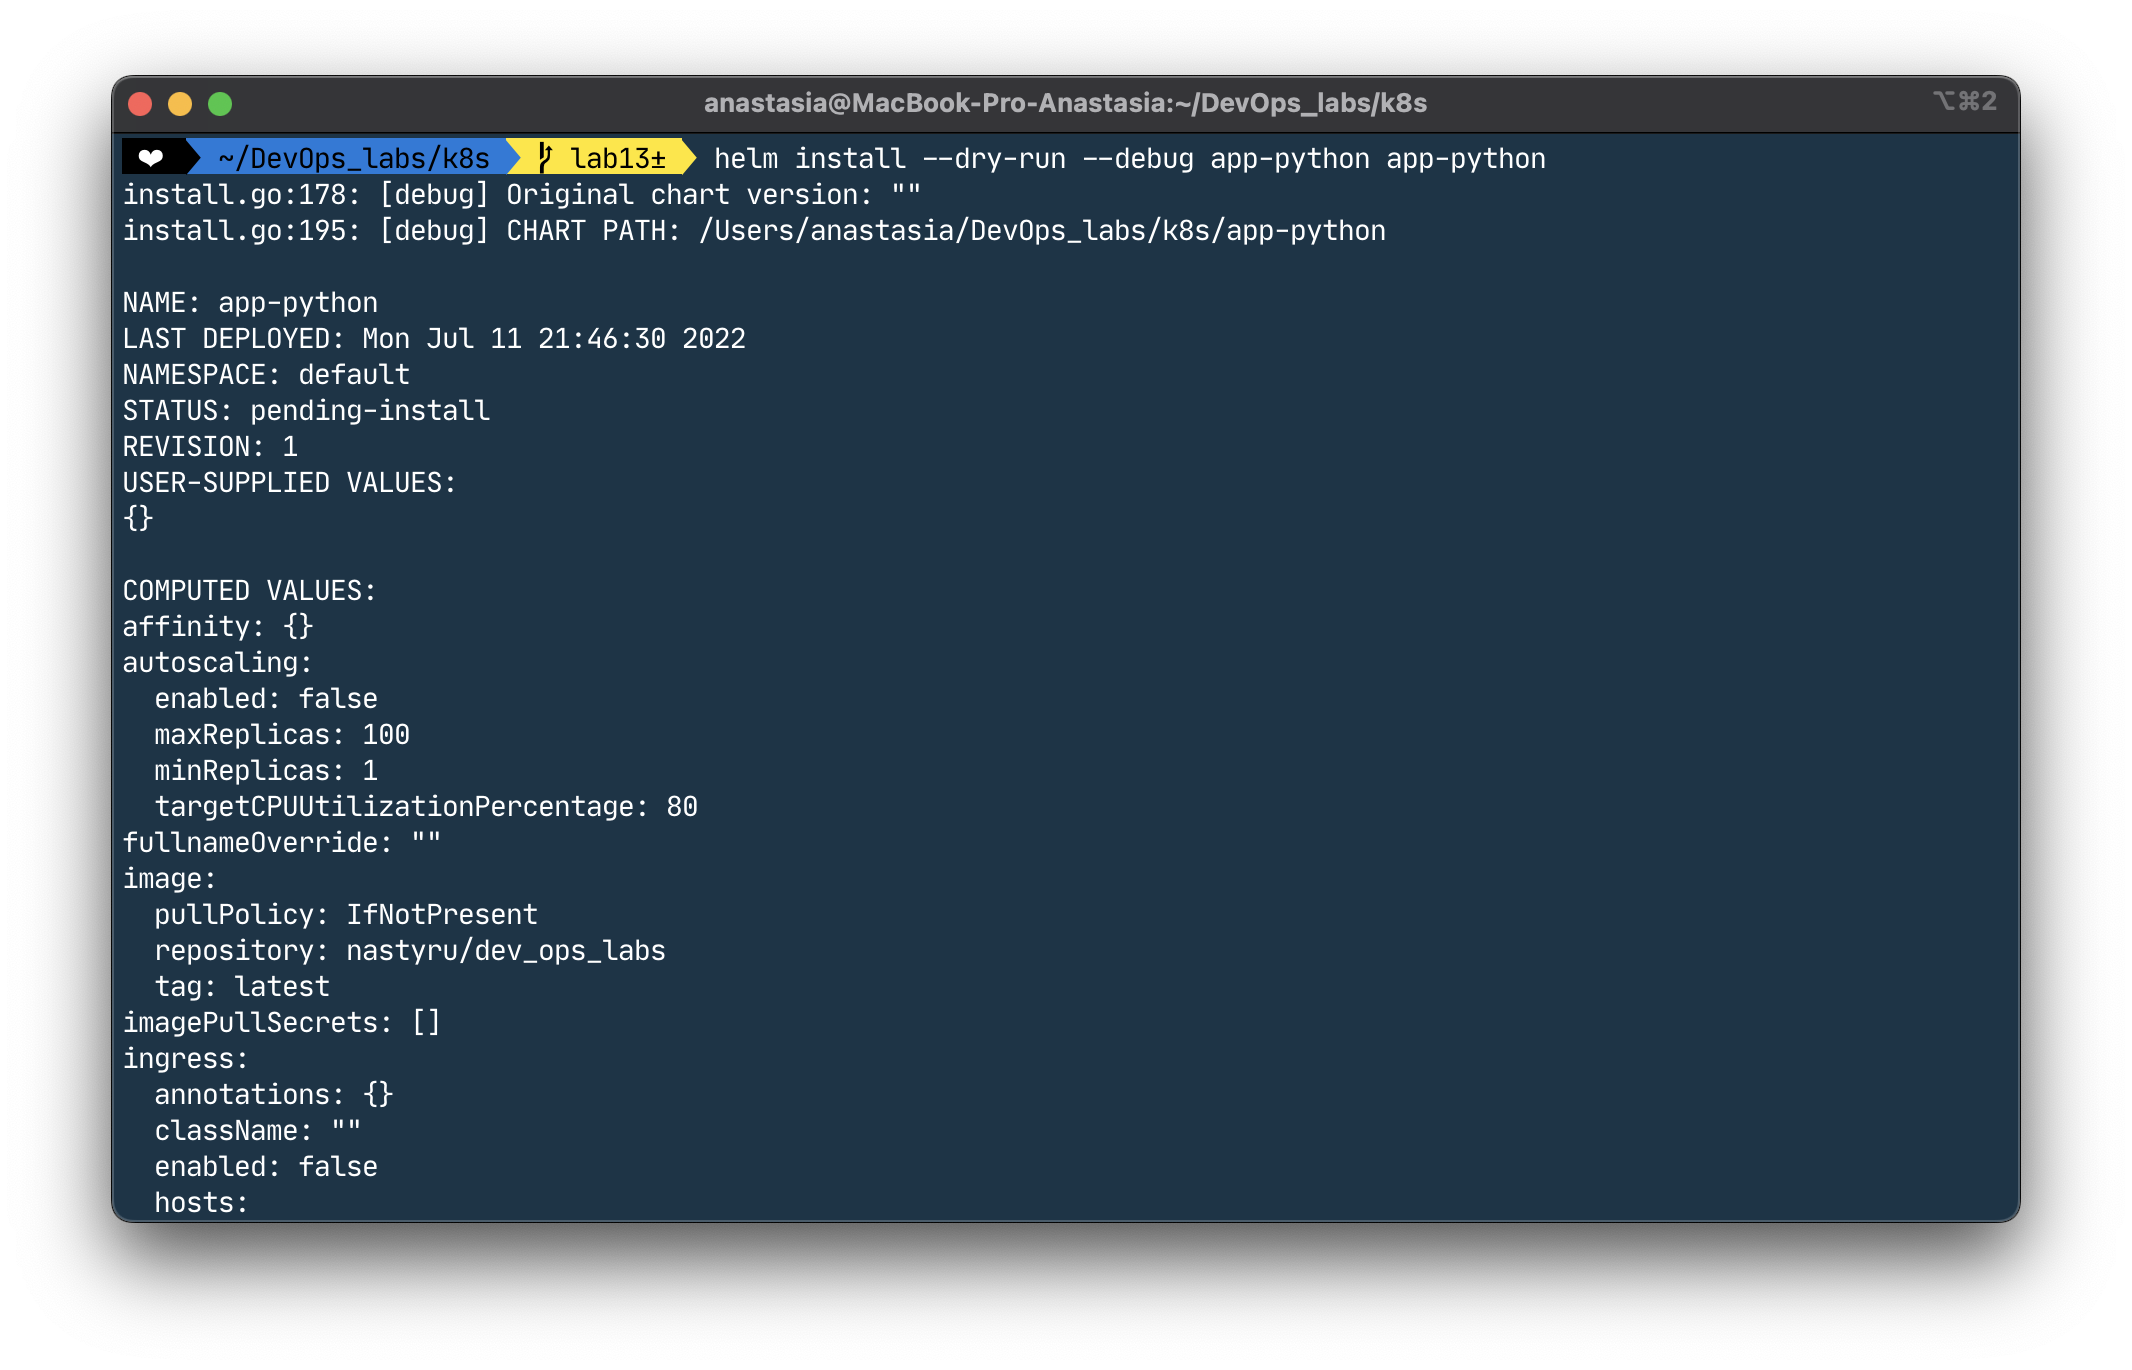 anastasia@MacBook-Pro-Anastasia:~/DevOps_labs/k8s ⌥⌘2
❤ ~/DevOps_labs/k8s lab13± helm install --dry-run --debug app-python app-python
install.go:178: [debug] Original chart version: ""
install.go:195: [debug] CHART PATH: /Users/anastasia/DevOps_labs/k8s/app-python

NAME: app-python
LAST DEPLOYED: Mon Jul 11 21:46:30 2022
NAMESPACE: default
STATUS: pending-install
REVISION: 1
USER-SUPPLIED VALUES:
{}

COMPUTED VALUES:
affinity: {}
autoscaling:
  enabled: false
  maxReplicas: 100
  minReplicas: 1
  targetCPUUtilizationPercentage: 80
fullnameOverride: ""
image:
  pullPolicy: IfNotPresent
  repository: nastyru/dev_ops_labs
  tag: latest
imagePullSecrets: []
ingress:
  annotations: {}
  className: ""
  enabled: false
  hosts: